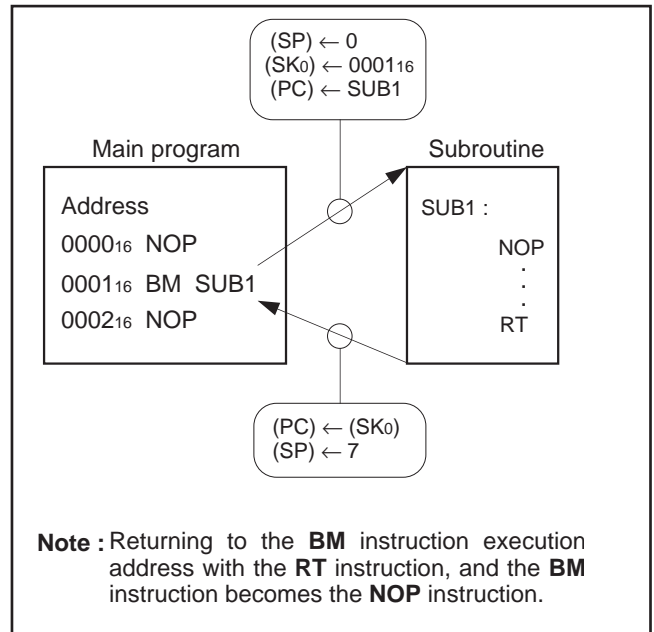 (SP) ← 0
(SK0) ← 000116
(PC) ← SUB1
Main program
Subroutine
Address
000016 NOP
000116 BM SUB1
000216 NOP
SUB1 :
NOP
·
·
·
RT
(PC) ← (SK0)
(SP) ← 7
Note : Returning to the BM instruction execution
address with the RT instruction, and the BM
instruction becomes the NOP instruction.